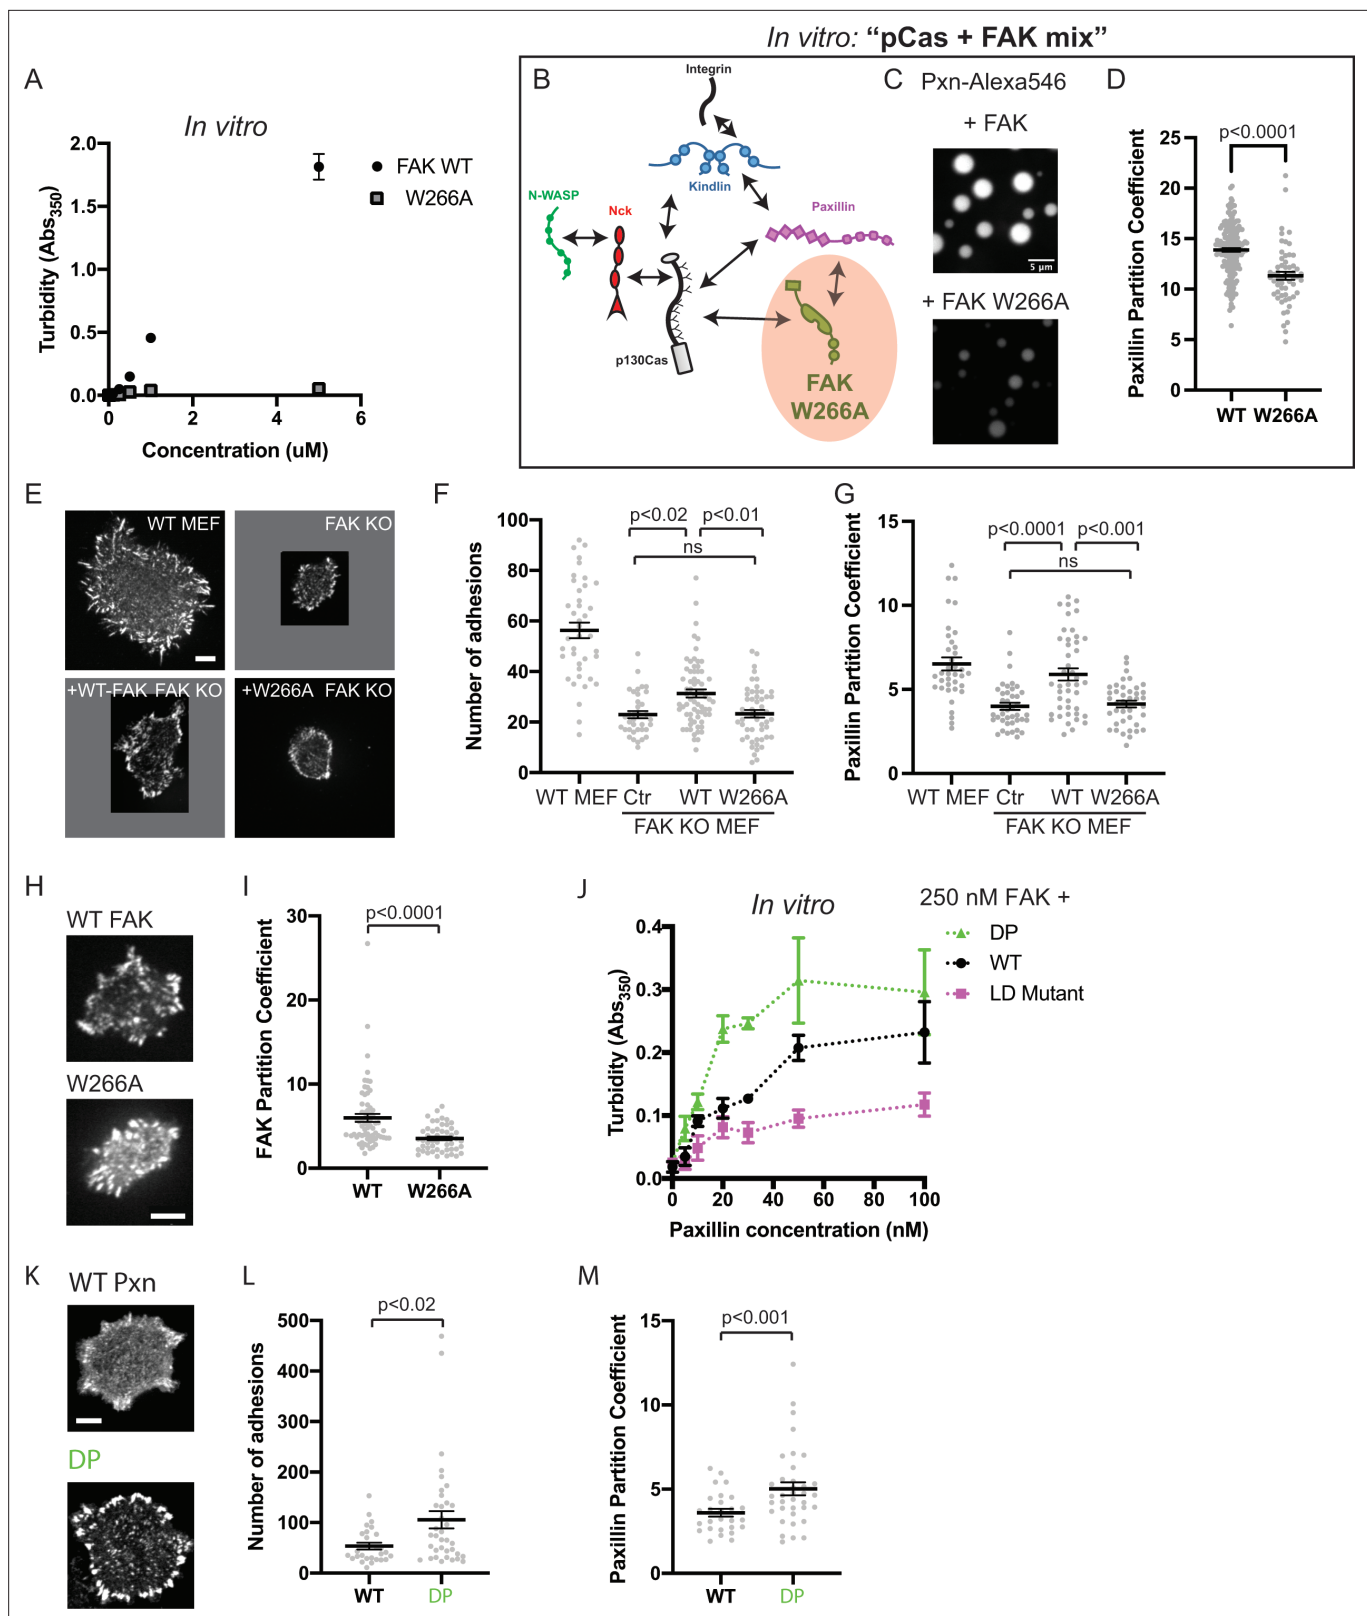 In vitro: “pCas + FAK mix”
A
In vitro
Turbidity (Abs350)
2.0
1.5
1.0
0.5
0.0
0 2 4 6
Concentration (uM)
FAK WT
W266A
B
Integrin
Kindlin
N-WASP
Nck
Paxillin
p130Cas
FAK
W266A
C
Pxn-Alexa546
+ FAK
5 µm
+ FAK W266A
D
Paxillin Partition Coefficient
25
20
15
10
5
0
p<0.0001
WT W266A
E
WT MEF
FAK KO
+WT-FAK FAK KO
+W266A FAK KO
F
Number of adhesions
100
80
60
40
20
0
p<0.02 p<0.01
ns
WT MEF Ctr WT W266A
FAK KO MEF
G
Paxillin Partition Coefficient
15
10
5
0
p<0.0001 p<0.001
ns
WT MEF Ctr WT W266A
FAK KO MEF
H
WT FAK
W266A
I
FAK Partition Coefficient
30
20
10
0
p<0.0001
WT W266A
J
In vitro
Turbidity (Abs350)
0.4
0.3
0.2
0.1
0.0
0 20 40 60 80 100
Paxillin concentration (nM)
250 nM FAK +
DP
WT
LD Mutant
K
WT Pxn
DP
L
Number of adhesions
500
400
300
200
100
0
p<0.02
WT DP
M
Paxillin Partition Coefficient
15
10
5
0
p<0.001
WT DP